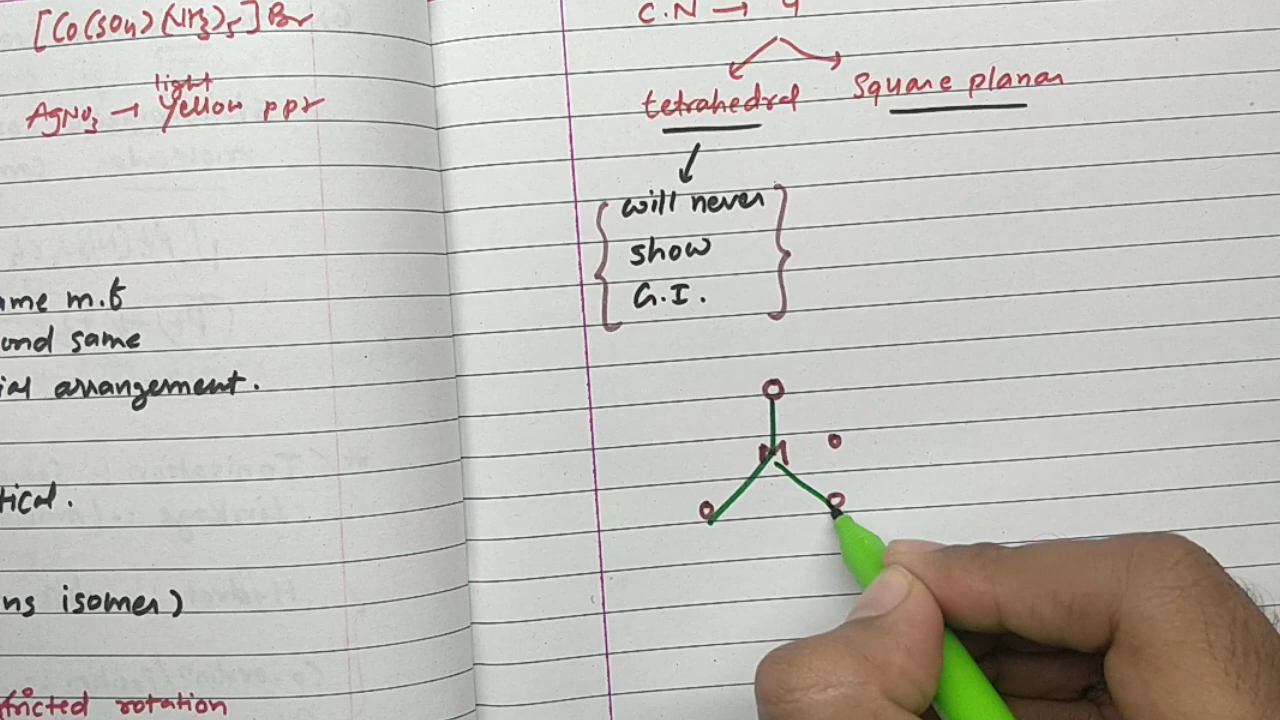 [Co(SO4)(NH3)5]Br
light
AgNO3 → Yellow ppt
ame m.f
and same
ial arrangement.
tical.
ns isomer)
fricted rotation
C.N → 4
tetrahedral
Square planar
will never
show
G.I.
M